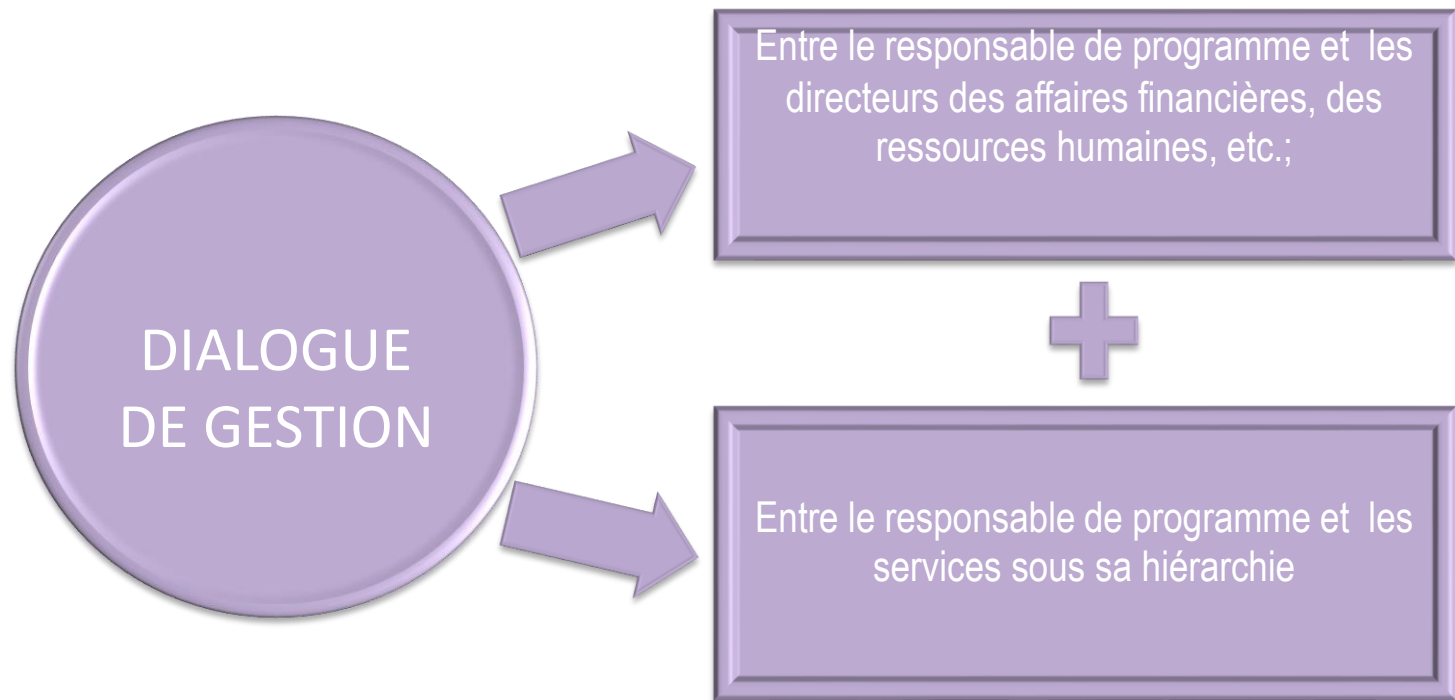 DIALOGUE
DE GESTION
Entre le responsable de programme et  les
directeurs des affaires financières, des
ressources humaines, etc.;
Entre le responsable de programme et  les
services sous sa hiérarchie